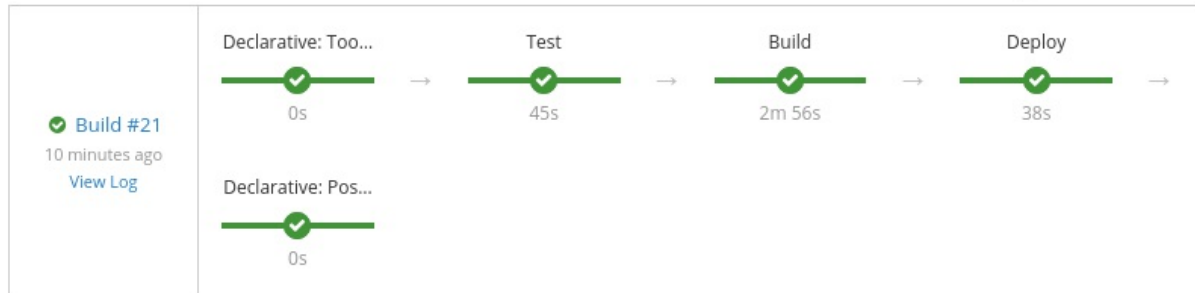 Build #21
10 minutes ago
View Log
Declarative: Too...
Test
Build
Deploy
0s
45s
2m 56s
38s
Declarative: Pos...
0s